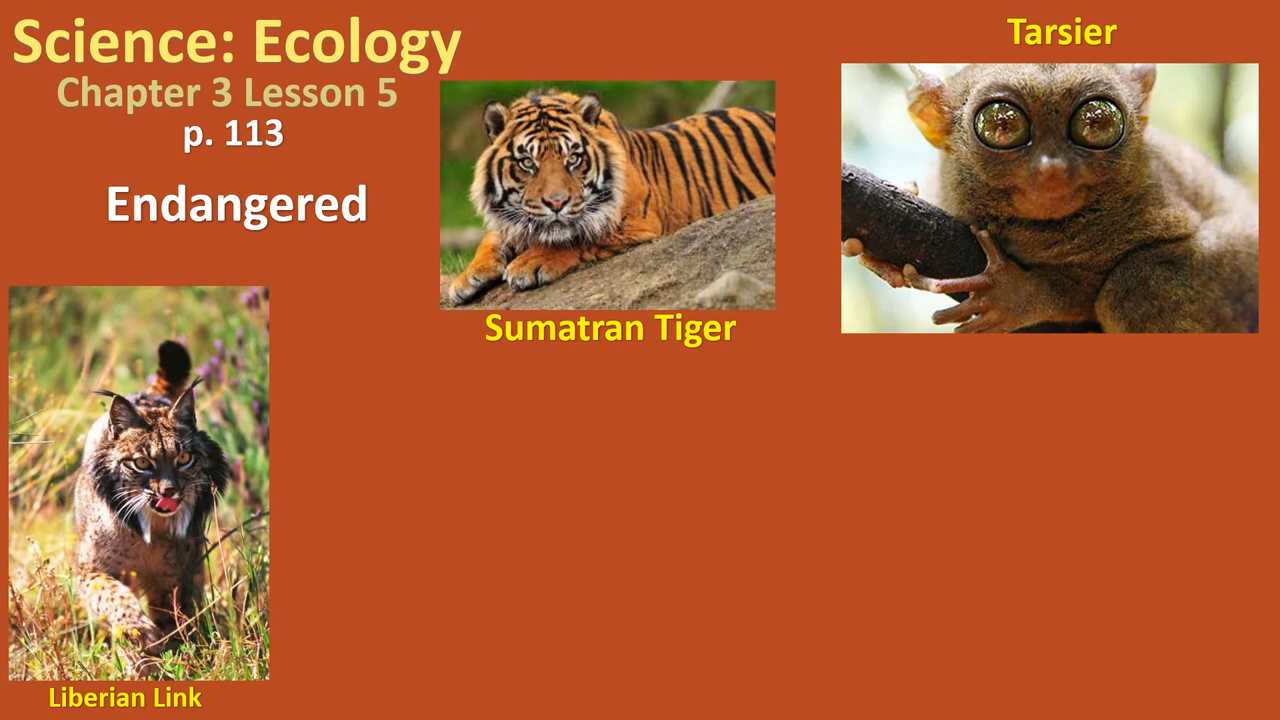 Science: Ecology
Chapter 3 Lesson 5
p. 113
Endangered
Tarsier
Sumatran Tiger
Liberian Link